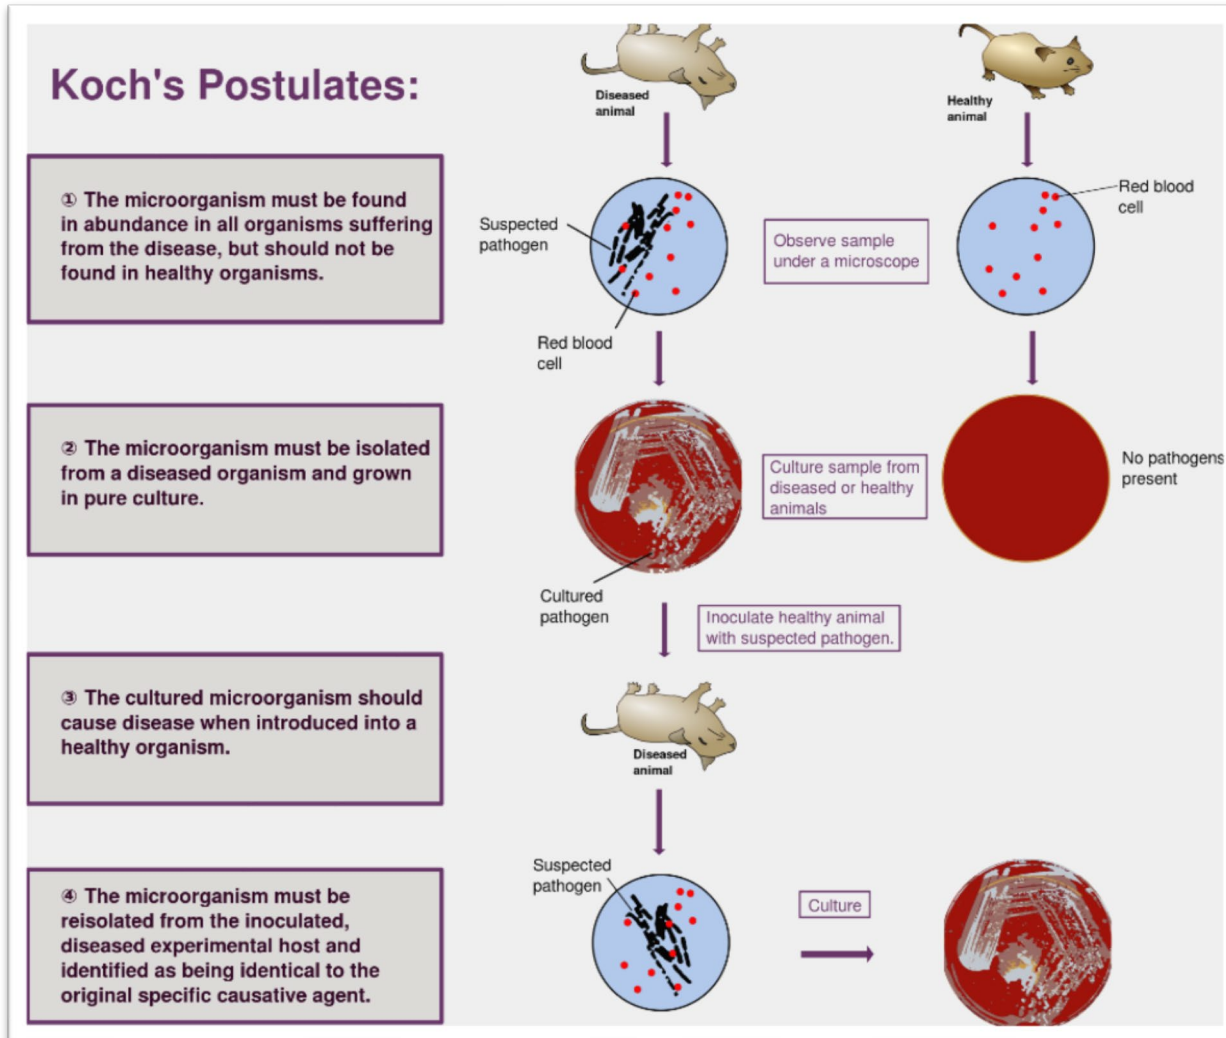 Koch's Postulates:
Diseased
animal
Healthy
animal
① The microorganism must be found
in abundance in all organisms suffering
from the disease, but should not be
found in healthy organisms.
Suspected
pathogen
Observe sample
under a microscope
Red blood
cell
Red blood
cell
② The microorganism must be isolated
from a diseased organism and grown
in pure culture.
Culture sample from
diseased or healthy
animals
No pathogens
present
Cultured
pathogen
Inoculate healthy animal
with suspected pathogen.
③ The cultured microorganism should
cause disease when introduced into a
healthy organism.
Diseased
animal
④ The microorganism must be
reisolated from the inoculated,
diseased experimental host and
identified as being identical to the
original specific causative agent.
Suspected
pathogen
Culture